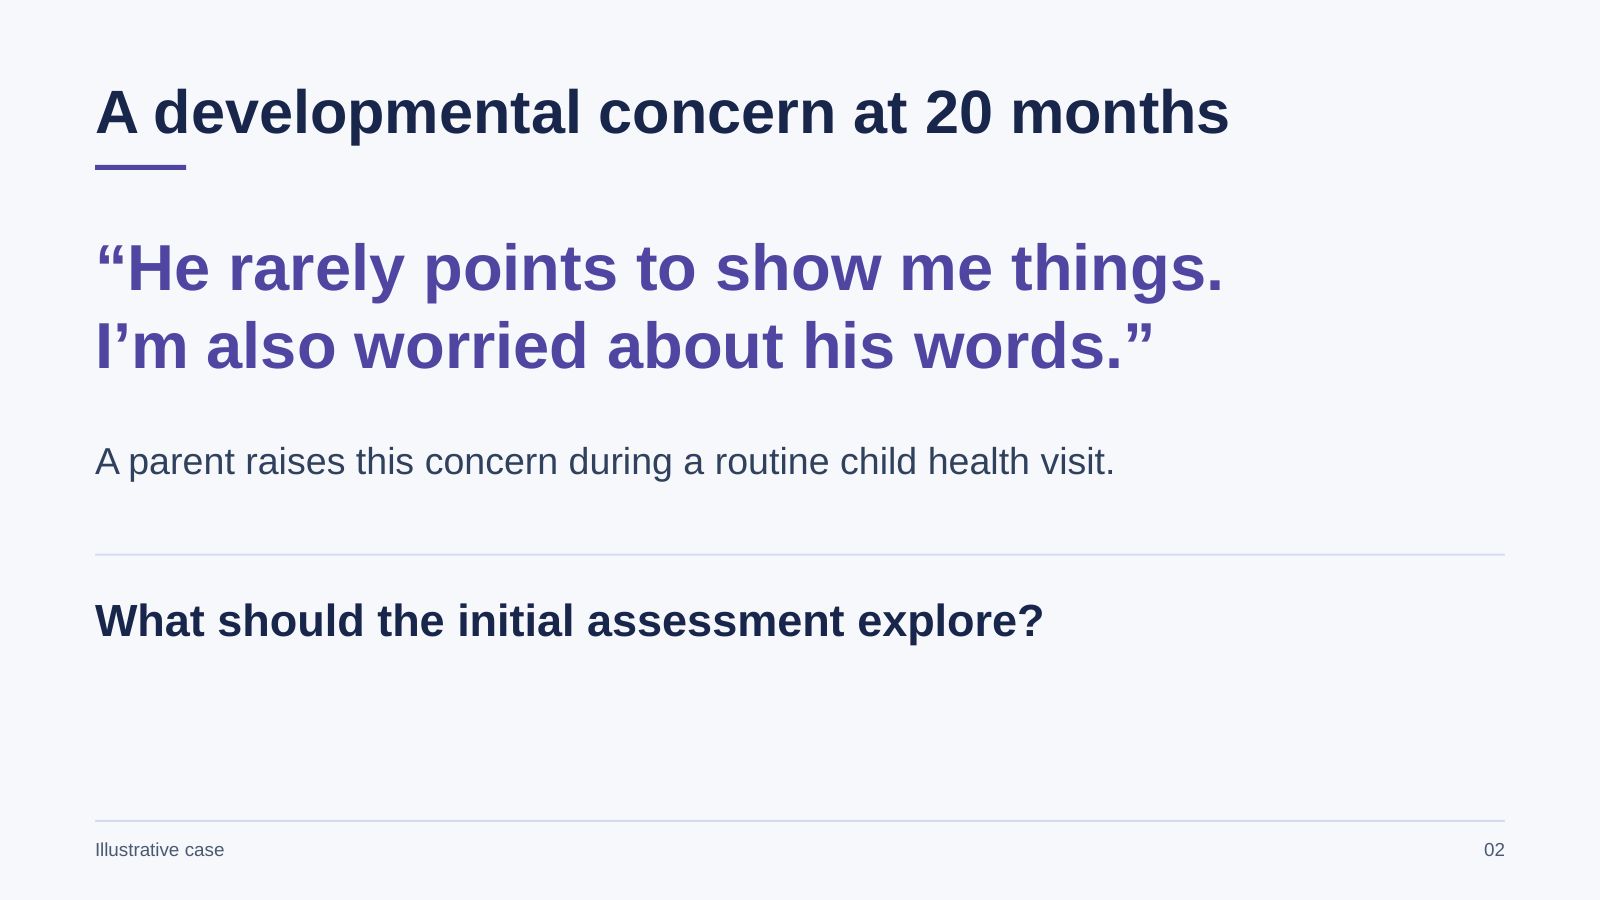 A developmental concern at 20 months
“He rarely points to show me things.
I’m also worried about his words.”
A parent raises this concern during a routine child health visit.
What should the initial assessment explore?
Illustrative case
02